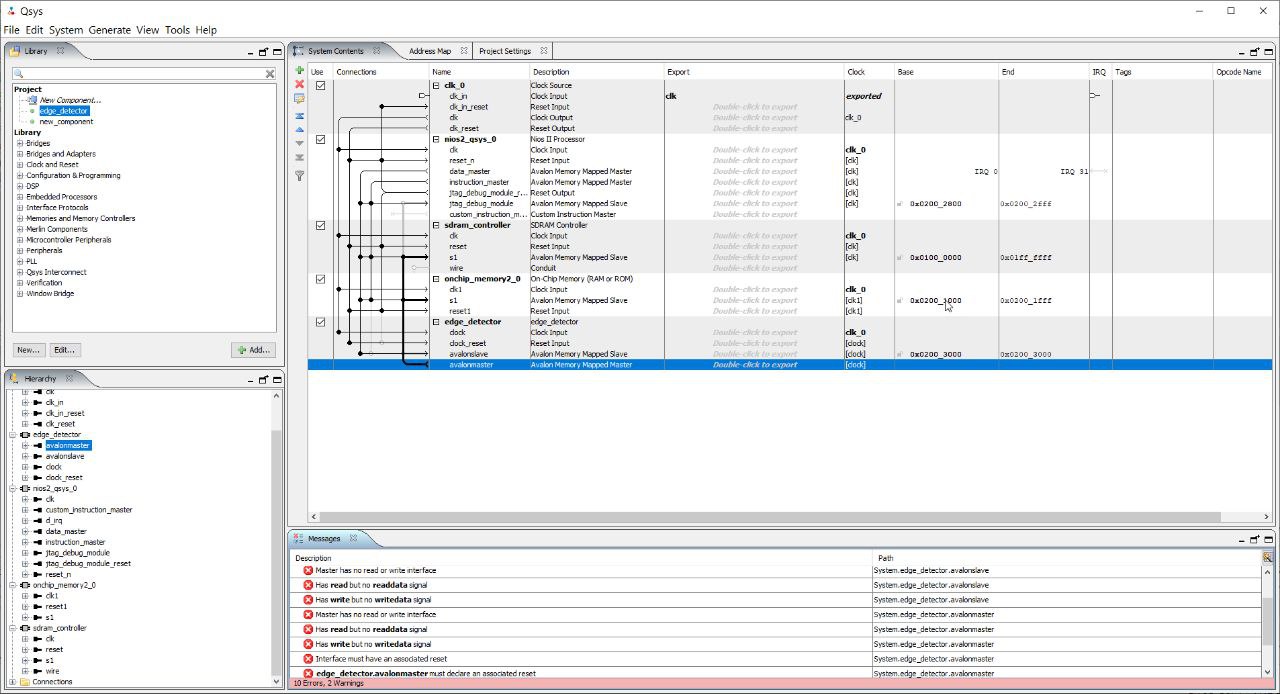 Qsys
File Edit System Generate View Tools Help
Library
Project
New Component...
edge_detector
new_component
Library
Bridges
Bridges and Adapters
Clock and Reset
Configuration & Programming
DSP
Embedded Processors
Interface Protocols
Memories and Memory Controllers
Merlin Components
Microcontroller Peripherals
Peripherals
PLL
Qsys Interconnect
Verification
Window Bridge
New... Edit... Add...
Hierarchy
clk
clk_in
clk_in_reset
clk_reset
edge_detector
avalonmaster
avalonslave
clock
clock_reset
nios2_qsys_0
clk
custom_instruction_master
d_irq
data_master
instruction_master
jtag_debug_module
jtag_debug_module_reset
reset_n
onchip_memory2_0
clk1
reset1
s1
sdram_controller
clk
reset
s1
wire
Connections
System Contents Address Map Project Settings
Use Connections Name Description Export Clock Base End IRQ Tags Opcode Name
clk_0 Clock Source
clk_in Clock Input clk exported
clk_in_reset Reset Input Double-click to export
clk Clock Output Double-click to export clk_0
clk_reset Reset Output Double-click to export
nios2_qsys_0 Nios II Processor
clk Clock Input Double-click to export clk_0
reset_n Reset Input Double-click to export [clk]
data_master Avalon Memory Mapped Master Double-click to export [clk] IRQ 0 IRQ 31
instruction_master Avalon Memory Mapped Master Double-click to export [clk]
jtag_debug_module_r... Reset Output Double-click to export [clk]
jtag_debug_module Avalon Memory Mapped Slave Double-click to export [clk] 0x0200_2800 0x0200_2fff
custom_instruction_m... Custom Instruction Master Double-click to export
sdram_controller SDRAM Controller
clk Clock Input Double-click to export clk_0
reset Reset Input Double-click to export [clk]
s1 Avalon Memory Mapped Slave Double-click to export [clk] 0x0100_0000 0x01ff_ffff
wire Conduit Double-click to export
onchip_memory2_0 On-Chip Memory (RAM or ROM)
clk1 Clock Input Double-click to export clk_0
s1 Avalon Memory Mapped Slave Double-click to export [clk1] 0x0200_1000 0x0200_1fff
reset1 Reset Input Double-click to export [clk1]
edge_detector edge_detector
clock Clock Input Double-click to export clk_0
clock_reset Reset Input Double-click to export [clock]
avalonslave Avalon Memory Mapped Slave Double-click to export [clock] 0x0200_3000 0x0200_3000
avalonmaster Avalon Memory Mapped Master Double-click to export [clock]
Messages
Description Path
Master has no read or write interface System.edge_detector.avalonslave
Has read but no readdata signal System.edge_detector.avalonslave
Has write but no writedata signal System.edge_detector.avalonslave
Master has no read or write interface System.edge_detector.avalonmaster
Has read but no readdata signal System.edge_detector.avalonmaster
Has write but no writedata signal System.edge_detector.avalonmaster
Interface must have an associated reset System.edge_detector.avalonmaster
edge_detector.avalonmaster must declare an associated reset System.edge_detector.avalonmaster
10 Errors, 2 Warnings